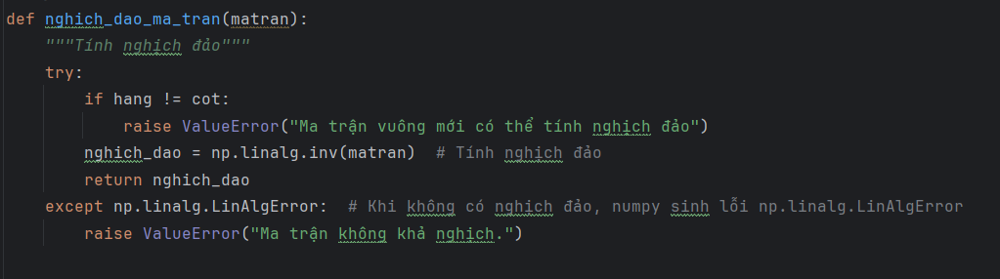 def nghich_dao_ma_tran(matran):
    """Tính nghịch đảo"""
    try:
        if hang != cot:
            raise ValueError("Ma trận vuông mới có thể tính nghịch đảo")
        nghich_dao = np.linalg.inv(matran)  # Tính nghịch đảo
        return nghich_dao
    except np.linalg.LinAlgError:  # Khi không có nghịch đảo, numpy sinh lỗi np.linalg.LinAlgError
        raise ValueError("Ma trận không khả nghịch.")